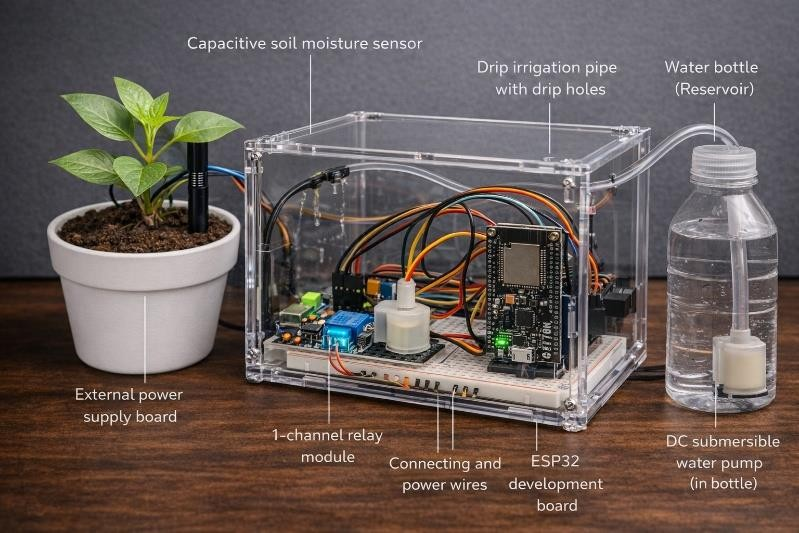 Capacitive soil moisture sensor
Drip irrigation pipe
with drip holes
Water bottle
(Reservoir)
External power
supply board
1-channel relay
module
Connecting and
power wires
ESP32
development
board
DC submersible
water pump
(in bottle)